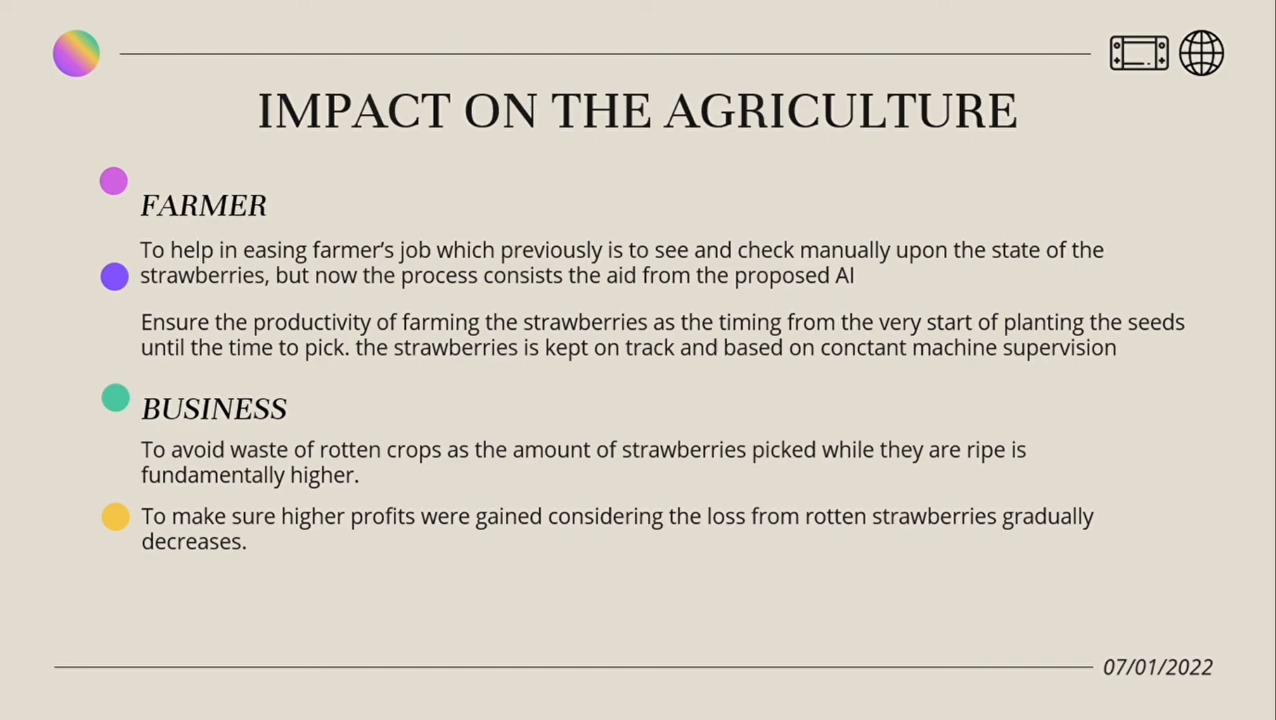 IMPACT ON THE AGRICULTURE
FARMER
To help in easing farmer's job which previously is to see and check manually upon the state of the
strawberries, but now the process consists the aid from the proposed AI
Ensure the productivity of farming the strawberries as the timing from the very start of planting the seeds
until the time to pick. the strawberries is kept on track and based on conctant machine supervision
BUSINESS
To avoid waste of rotten crops as the amount of strawberries picked while they are ripe is
fundamentally higher.
To make sure higher profits were gained considering the loss from rotten strawberries gradually
decreases.
07/01/2022